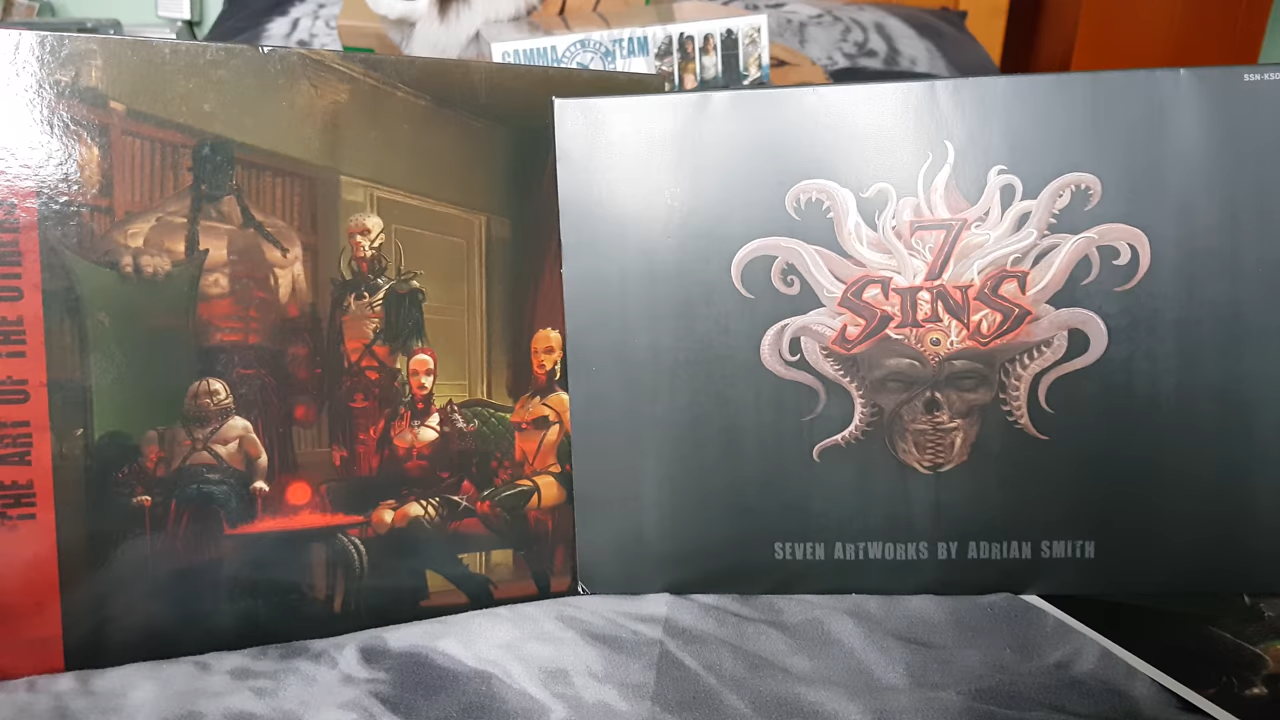 THE ART OF THE OTHERS
GAMMA TEAM
7
SINS
SEVEN ARTWORKS BY ADRIAN SMITH